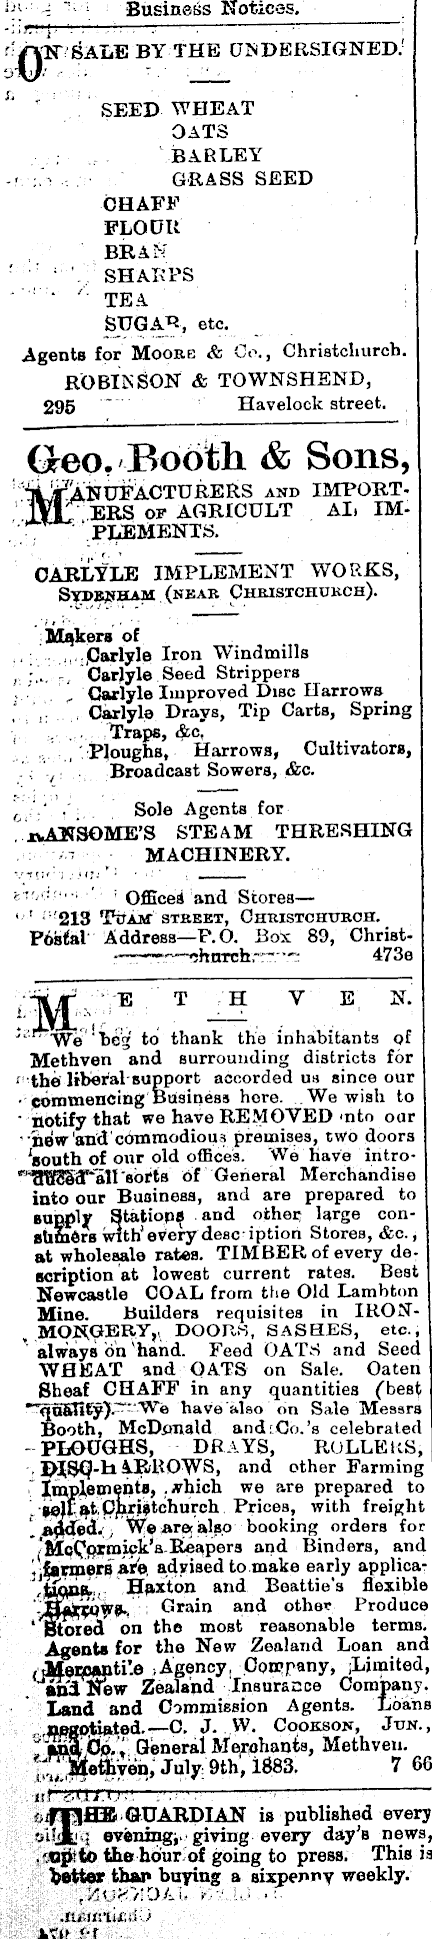 Business Notices.
ON SALE BY THE UNDERSIGNED.
SEED WHEAT
OATS
BARLEY
GRASS SEED
CHAFF
FLOUR
BRAN
SHARPS
TEA
SUGAR, etc.
Agents for MOORE & Co., Christchurch.
ROBINSON & TOWNSHEND,
295 Havelock street.
Geo. Booth & Sons,
MANUFACTURERS AND IMPORT-
ERS OF AGRICULT AL IM-
PLEMENTS.
CARLYLE IMPLEMENT WORKS,
SYDENHAM (NEAR CHRISTCHURCH).
Makers of
Carlyle Iron Windmills
Carlyle Seed Strippers
Carlyle Improved Disc Harrows
Carlyle Drays, Tip Carts, Spring
Traps, &c.
Ploughs, Harrows, Cultivators,
Broadcast Sowers, &c.
Sole Agents for
RANSOME'S STEAM THRESHING
MACHINERY.
Offices and Stores—
213 TUAM STREET, CHRISTCHURCH.
Postal Address—P.O. Box 89, Christ-
church. 473e
METHVEN.
We beg to thank the inhabitants of
Methven and surrounding districts for
the liberal support accorded us since our
commencing Business here. We wish to
notify that we have REMOVED into our
new and commodious premises, two doors
south of our old offices. We have intro-
duced all sorts of General Merchandise
into our Business, and are prepared to
supply Stations and other large con-
sumers with every desc iption Stores, &c.,
at wholesale rates. TIMBER of every de-
scription at lowest current rates. Best
Newcastle COAL from the Old Lambton
Mine. Builders requisites in IRON-
MONGERY, DOORS, SASHES, etc.,
always on hand. Feed OATS and Seed
WHEAT and OATS on Sale. Oaten
Sheaf CHAFF in any quantities (best
quality). We have also on Sale Messrs
Booth, McDonald and Co.'s celebrated
PLOUGHS, DRAYS, ROLLERS,
DISC-HARROWS, and other Farming
Implements, which we are prepared to
sell at Christchurch Prices, with freight
added. We are also booking orders for
McCormick's Reapers and Binders, and
farmers are advised to make early applica-
tions. Haxton and Beattie's flexible
Harrows. Grain and other Produce
Stored on the most reasonable terms.
Agents for the New Zealand Loan and
Mercantile Agency Company, Limited,
and New Zealand Insurance Company.
Land and Commission Agents. Loans
negotiated.—C. J. W. COOKSON, JUN.,
and Co., General Merchants, Methven.
Methven, July 9th, 1883. 7 66
THE GUARDIAN is published every
evening, giving every day's news,
up to the hour of going to press. This is
better than buying a sixpenny weekly.